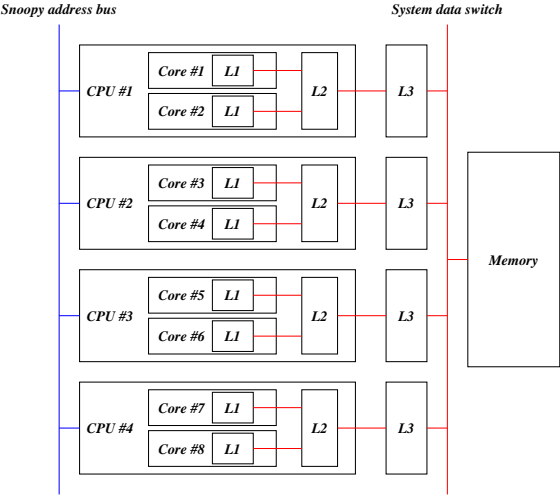 Snoopy address bus
System data switch
CPU #1
Core #1
L1
Core #2
L1
L2
L3
CPU #2
Core #3
L1
Core #4
L1
L2
L3
Memory
CPU #3
Core #5
L1
Core #6
L1
L2
L3
CPU #4
Core #7
L1
Core #8
L1
L2
L3